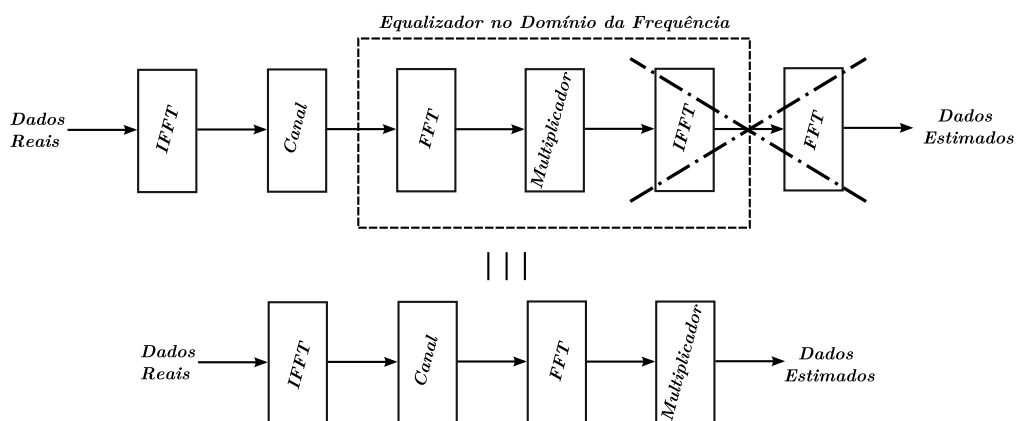 Equalizador no Domínio da Frequência
Dados
Reais
IFFT
Canal
FFT
Multiplicador
IFFT
FFT
Dados
Estimados
Dados
Reais
IFFT
Canal
FFT
Multiplicador
Dados
Estimados